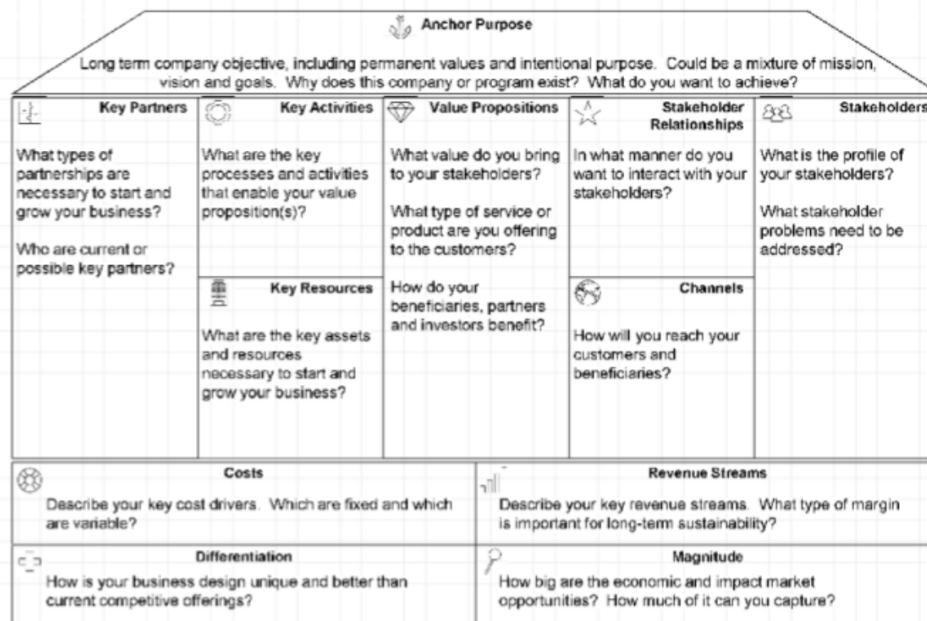 Anchor Purpose
Long term company objective, including permanent values and intentional purpose. Could be a mixture of mission,
vision and goals. Why does this company or program exist? What do you want to achieve?
Key Partners
What types of
partnerships are
necessary to start and
grow your business?
Who are current or
possible key partners?
Key Activities
What are the key
processes and activities
that enable your value
proposition(s)?
Key Resources
What are the key assets
and resources
necessary to start and
grow your business?
Value Propositions
What value do you bring
to your stakeholders?
What type of service or
product are you offering
to the customers?
How do your
beneficiaries, partners
and investors benefit?
Stakeholder
Relationships
In what manner do you
want to interact with your
stakeholders?
Channels
How will you reach your
customers and
beneficiaries?
Stakeholders
What is the profile of
your stakeholders?
What stakeholder
problems need to be
addressed?
Costs
Describe your key cost drivers. Which are fixed and which
are variable?
Revenue Streams
Describe your key revenue streams. What type of margin
is important for long-term sustainability?
Differentiation
How is your business design unique and better than
current competitive offerings?
Magnitude
How big are the economic and impact market
opportunities? How much of it can you capture?